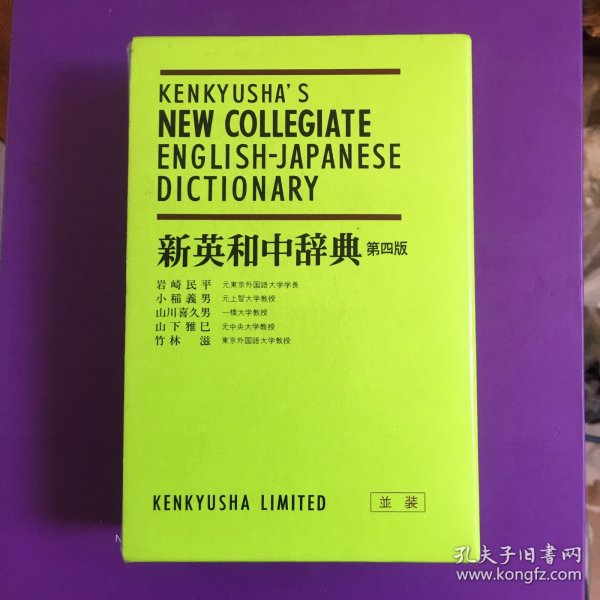 KENKYUSHA'S
NEW COLLEGIATE
ENGLISH-JAPANESE
DICTIONARY
新英和中辞典 第四版
岩崎民平 元東京外国語大学学長
小稲義男 元上智大学教授
山川喜久男 一橋大学教授
山下雅巳 元中央大学教授
竹林 滋 東京外国語大学教授
KENKYUSHA LIMITED 並装
孔夫子旧书网
www.kongfz.com